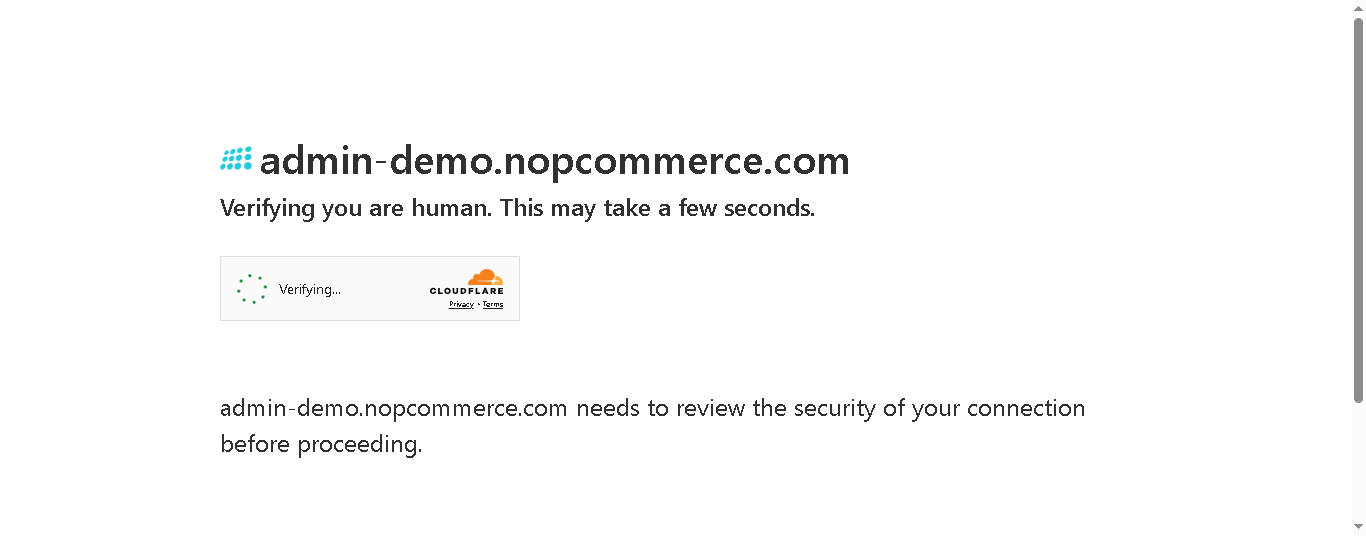 admin-demo.nopcommerce.com
Verifying you are human. This may take a few seconds.
Verifying...
CLOUDFLARE
Privacy • Terms
admin-demo.nopcommerce.com needs to review the security of your connection
before proceeding.